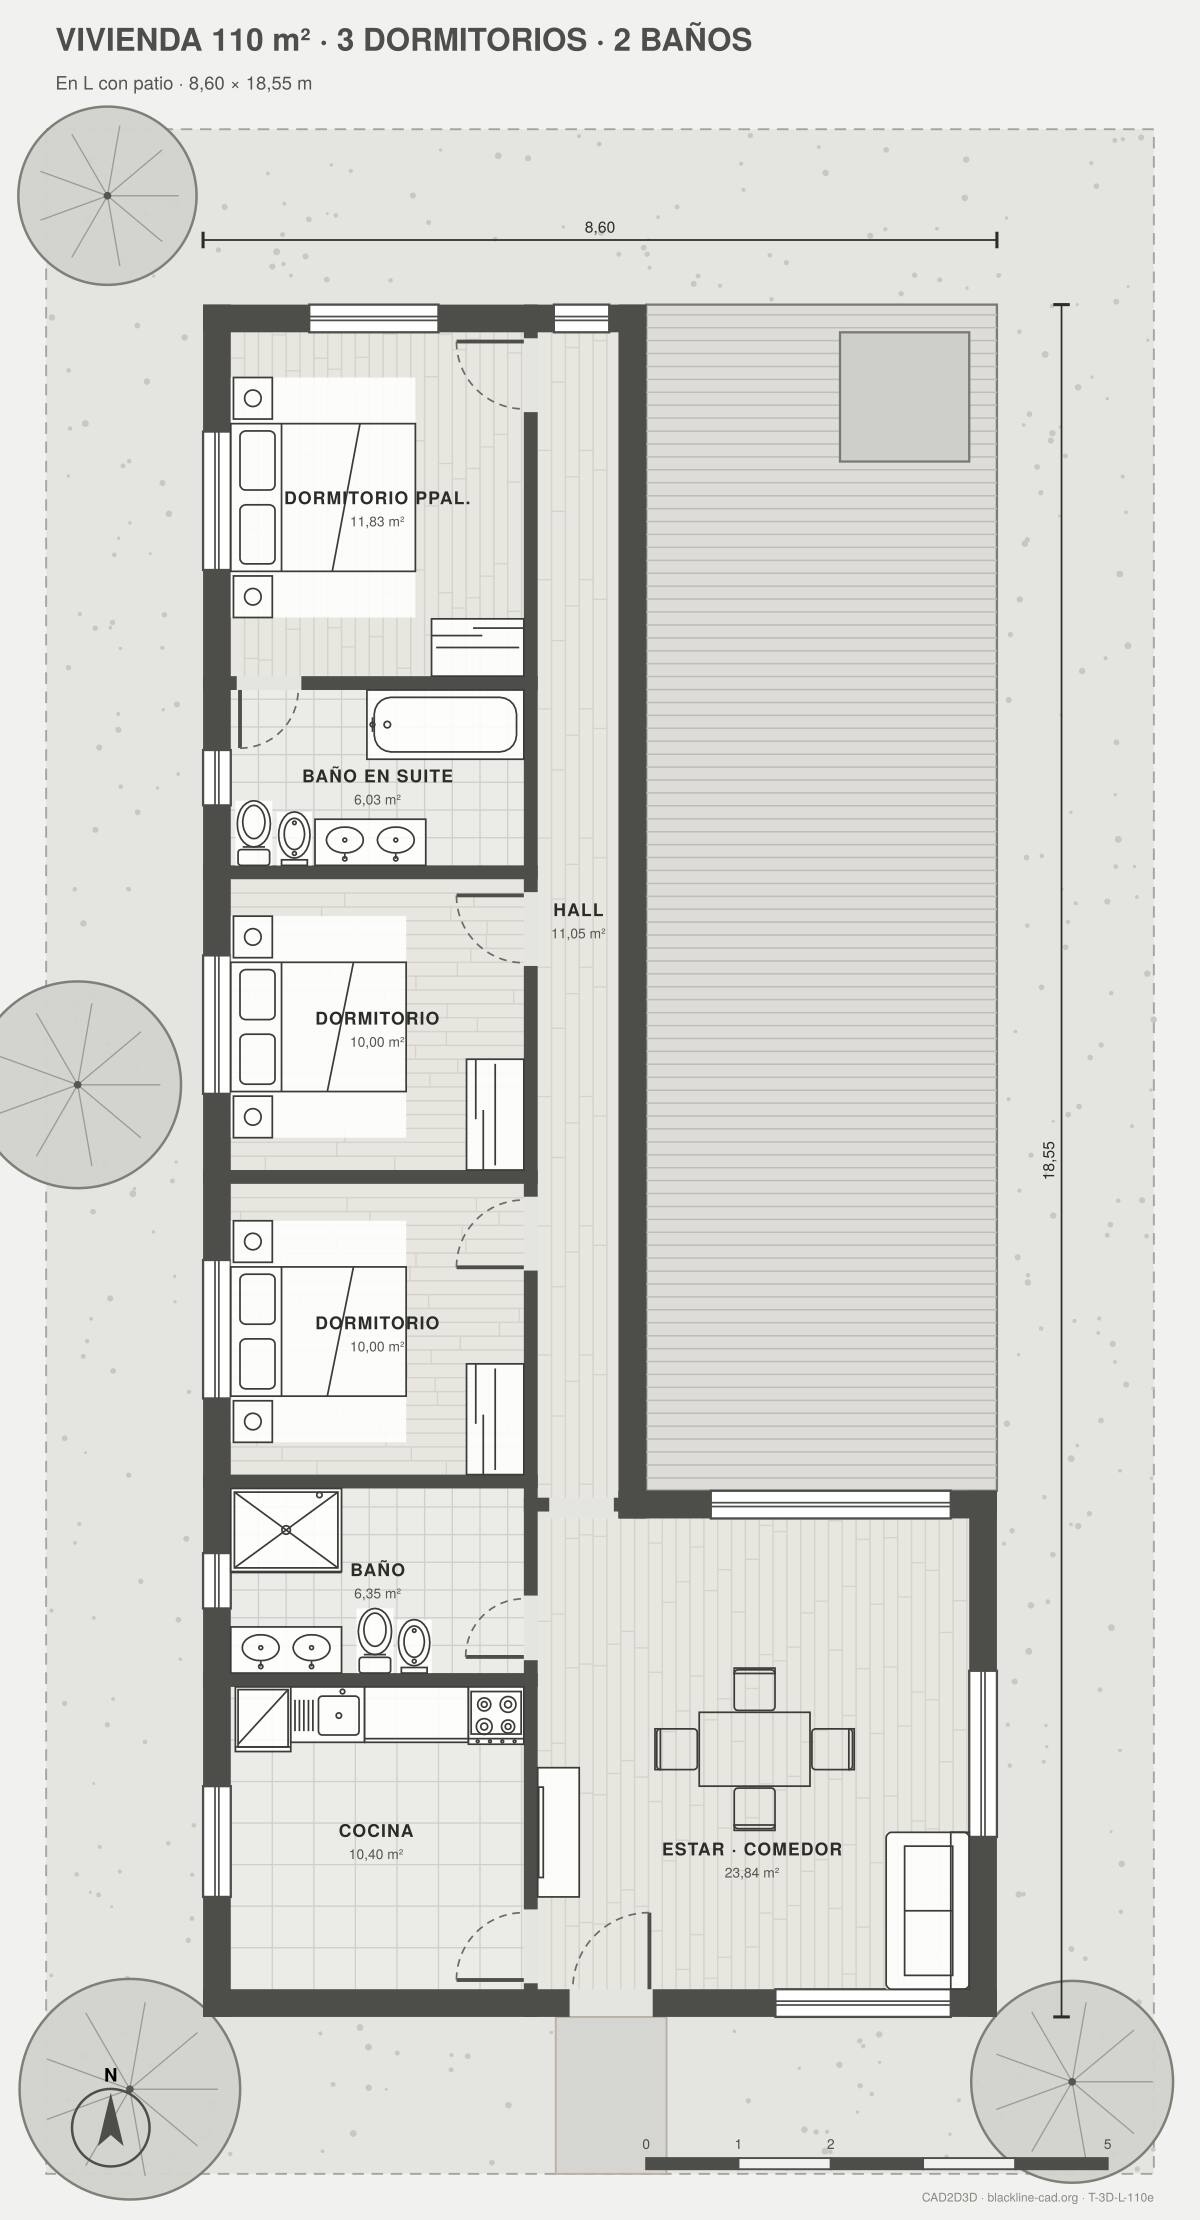 VIVIENDA 110 m² · 3 DORMITORIOS · 2 BAÑOS
En L con patio · 8,60 × 18,55 m
8,60
DORMITORIO PPAL.
11,83 m²
BAÑO EN SUITE
6,03 m²
HALL
11,05 m²
DORMITORIO
10,00 m²
18,55
DORMITORIO
10,00 m²
BAÑO
6,35 m²
COCINA
10,40 m²
ESTAR · COMEDOR
23,84 m²
N
0 1 2 5
CAD2D3D · blackline-cad.org · T-3D-L-110e